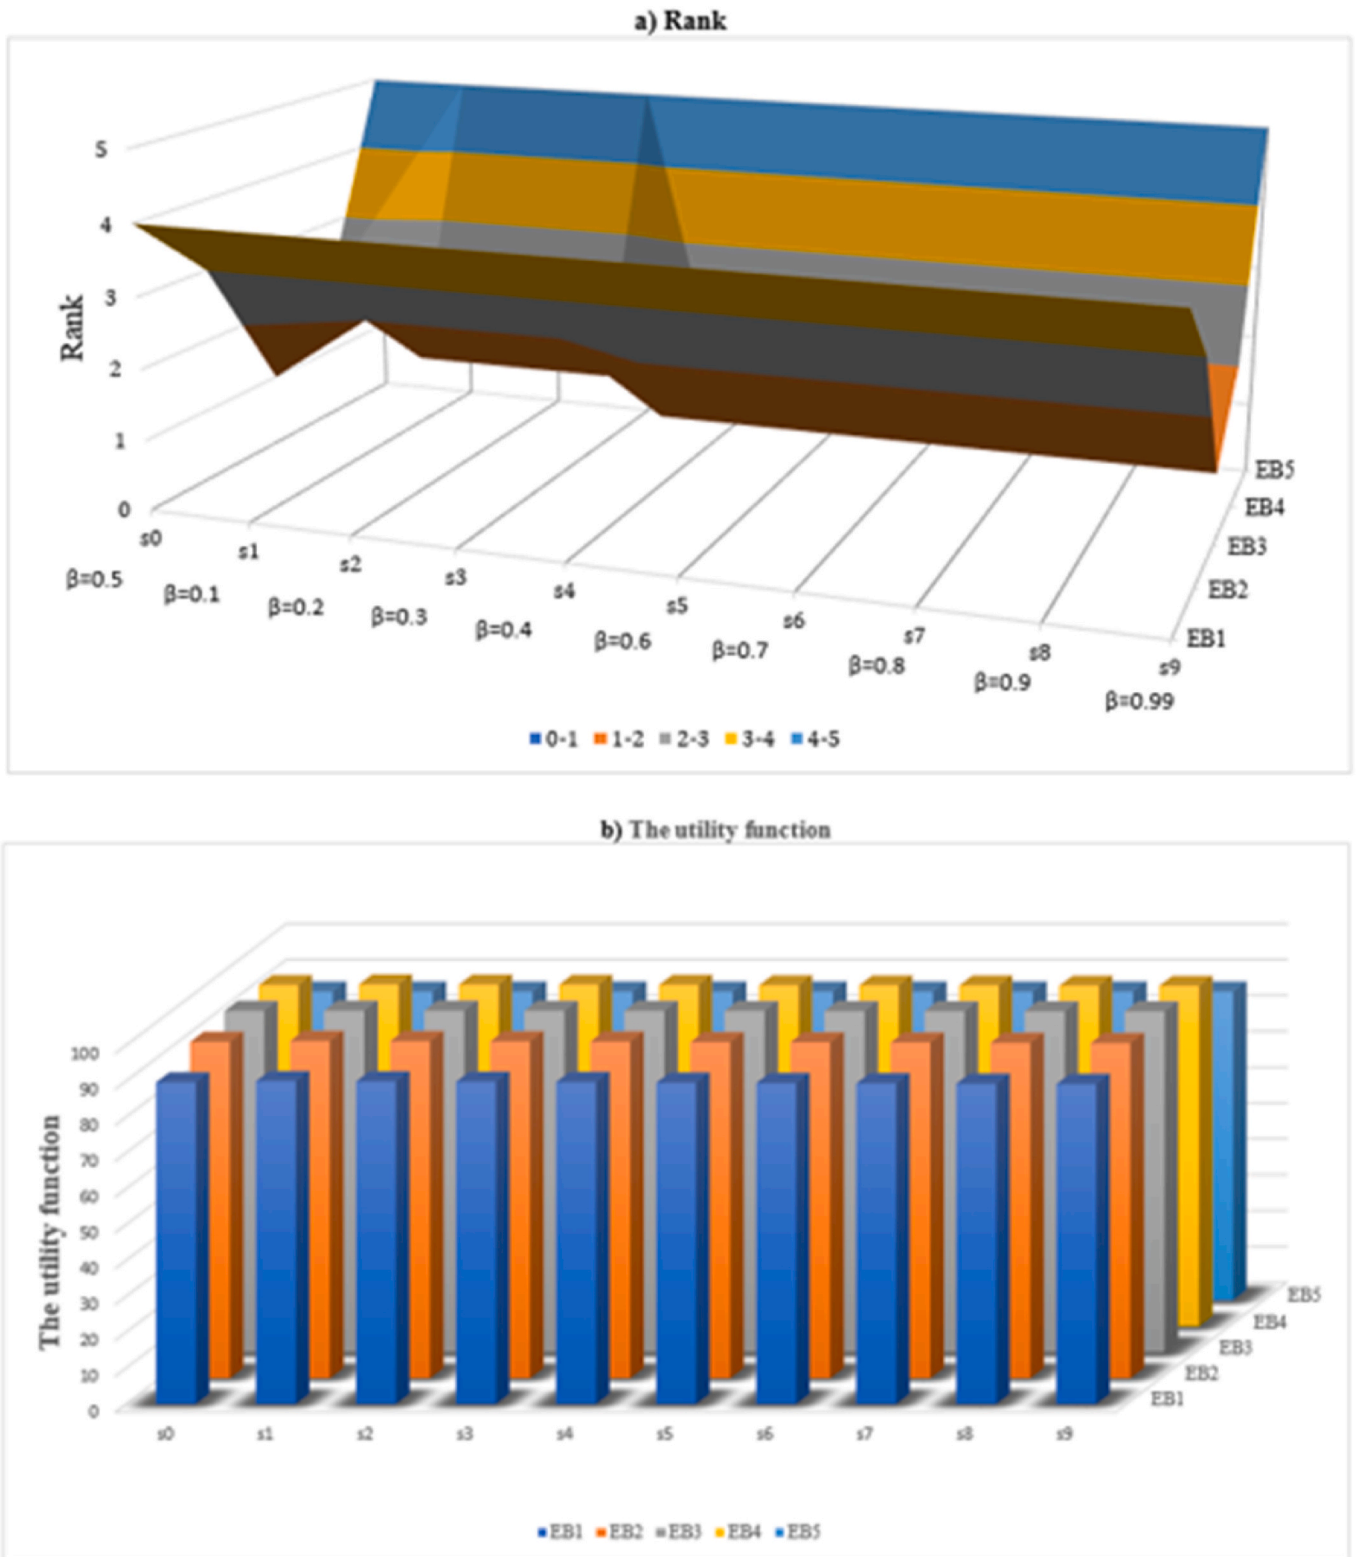 a) Rank
5
4
3
2
1
0
Rank
s0
s1
s2
s3
s4
s5
s6
s7
s8
s9
β=0.5
β=0.1
β=0.2
β=0.3
β=0.4
β=0.6
β=0.7
β=0.8
β=0.9
β=0.99
EB5
EB4
EB3
EB2
EB1
0-1 1-2 2-3 3-4 4-5
b) The utility function
100
90
80
70
60
50
40
30
20
10
0
The utility function
s0 s1 s2 s3 s4 s5 s6 s7 s8 s9
EB5
EB4
EB3
EB2
EB1
EB1 EB2 EB3 EB4 EB5